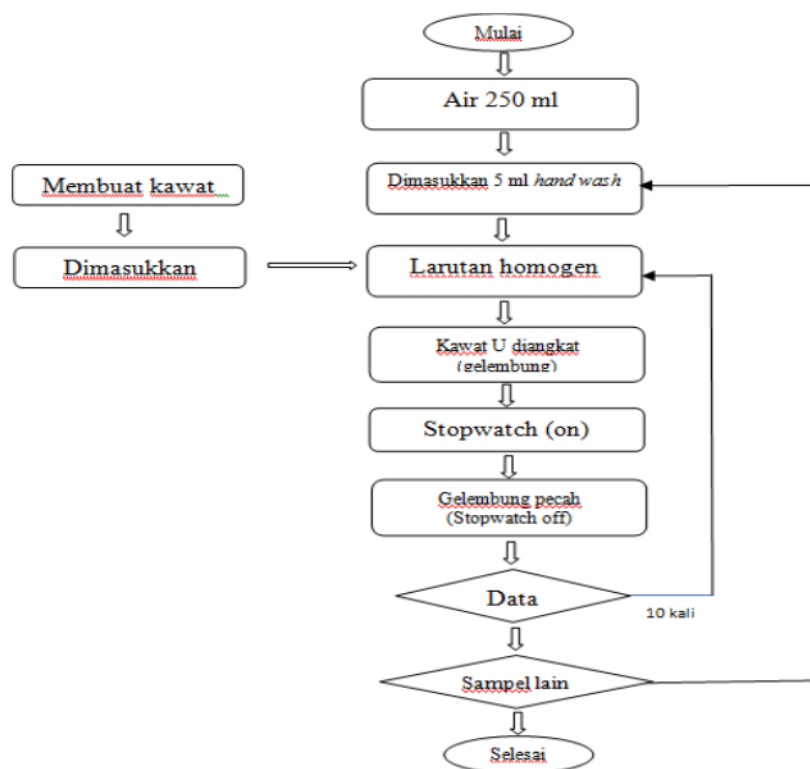 Mulai
Air 250 ml
Dimasukkan 5 ml hand wash
Membuat kawat
Dimasukkan
Larutan homogen
Kawat U diangkat
(gelembung)
Stopwatch (on)
Gelembung pecah
(Stopwatch off)
Data
10 kali
Sampel lain
Selesai